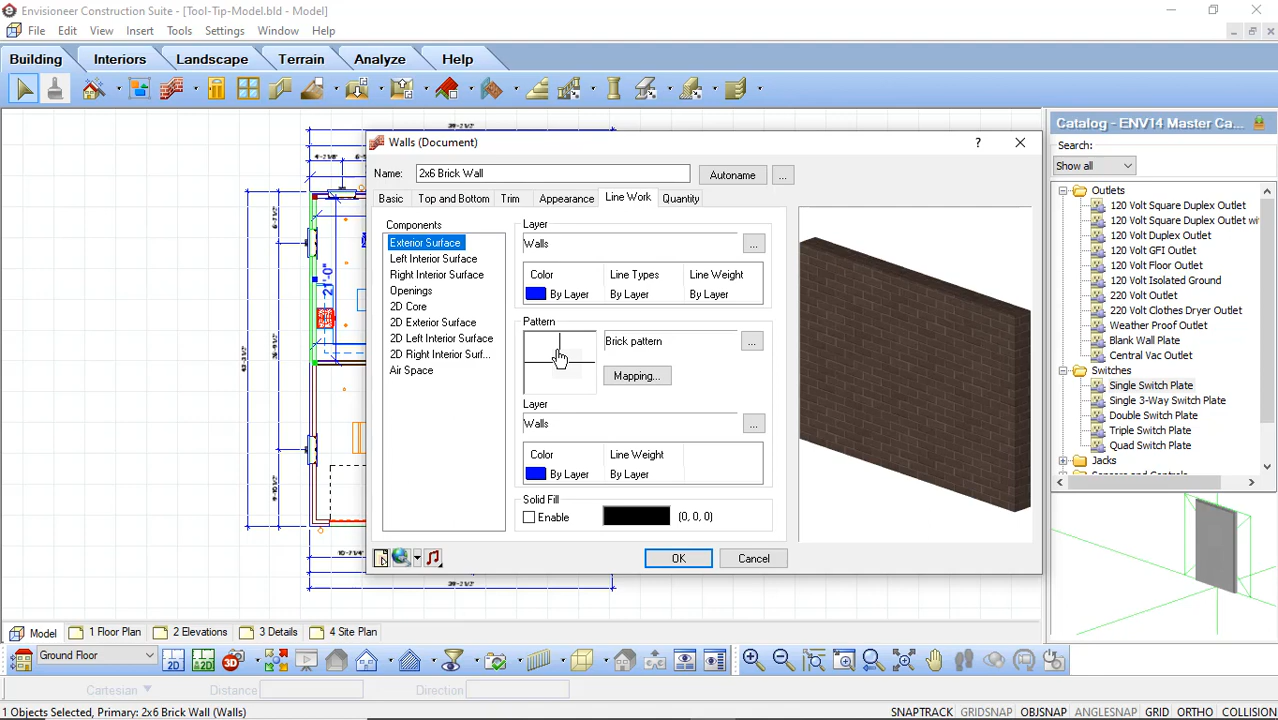 Envisioneer Construction Suite - [Tool-Tip-Model.bld - Model]
File Edit View Insert Tools Settings Window Help
Building Interiors Landscape Terrain Analyze Help
Catalog - ENV14 Master Ca...
Search:
Show all
Outlets
120 Volt Square Duplex Outlet
120 Volt Square Duplex Outlet wi
120 Volt Duplex Outlet
120 Volt GFI Outlet
120 Volt Floor Outlet
120 Volt Isolated Ground
220 Volt Outlet
220 Volt Clothes Dryer Outlet
Weather Proof Outlet
Blank Wall Plate
Central Vac Outlet
Switches
Single Switch Plate
Single 3-Way Switch Plate
Double Switch Plate
Triple Switch Plate
Quad Switch Plate
Jacks
Walls (Document)
Name: 2x6 Brick Wall Autoname ...
Basic Top and Bottom Trim Appearance Line Work Quantity
Components
Exterior Surface
Left Interior Surface
Right Interior Surface
Openings
2D Core
2D Exterior Surface
2D Left Interior Surface
2D Right Interior Surf...
Air Space
Layer
Walls ...
Color Line Types Line Weight
By Layer By Layer By Layer
Pattern
Brick pattern ...
Mapping...
Layer
Walls ...
Color Line Weight
By Layer By Layer
Solid Fill
Enable (0, 0, 0)
OK Cancel
21'-0"
Model 1 Floor Plan 2 Elevations 3 Details 4 Site Plan
Ground Floor 2D 2D 3D
Cartesian Distance Direction
1 Objects Selected, Primary: 2x6 Brick Wall (Walls) SNAPTRACK GRIDSNAP OBJSNAP ANGLESNAP GRID ORTHO COLLISION